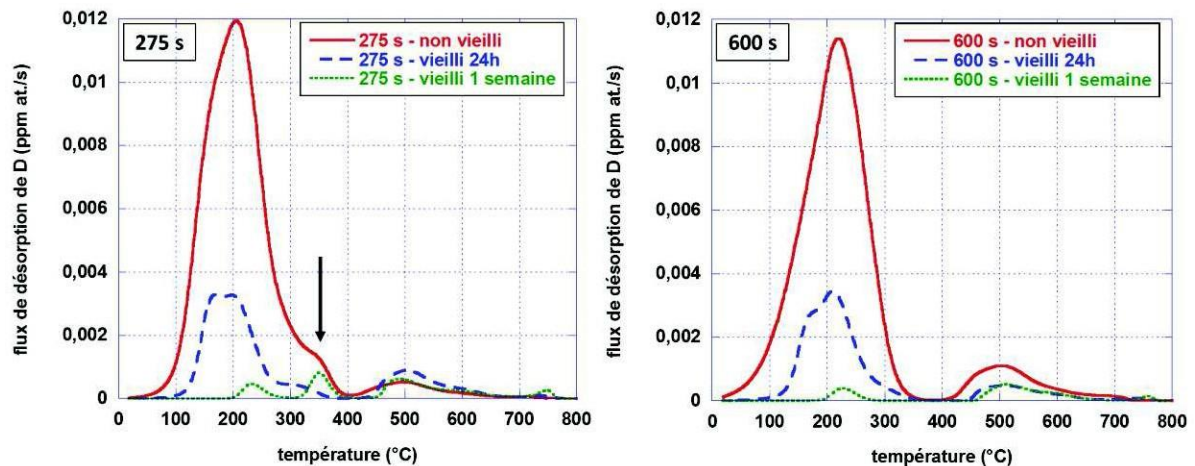 275 s
275 s - non vieilli
275 s - vieilli 24h
275 s - vieilli 1 semaine
flux de désorption de D (ppm at./s)
0,012
0,01
0,008
0,006
0,004
0,002
0
0 100 200 300 400 500 600 700 800
température (°C)
600 s
600 s - non vieilli
600 s - vieilli 24h
600 s - vieilli 1 semaine
flux de désorption de D (ppm at./s)
0,012
0,01
0,008
0,006
0,004
0,002
0
0 100 200 300 400 500 600 700 800
température (°C)